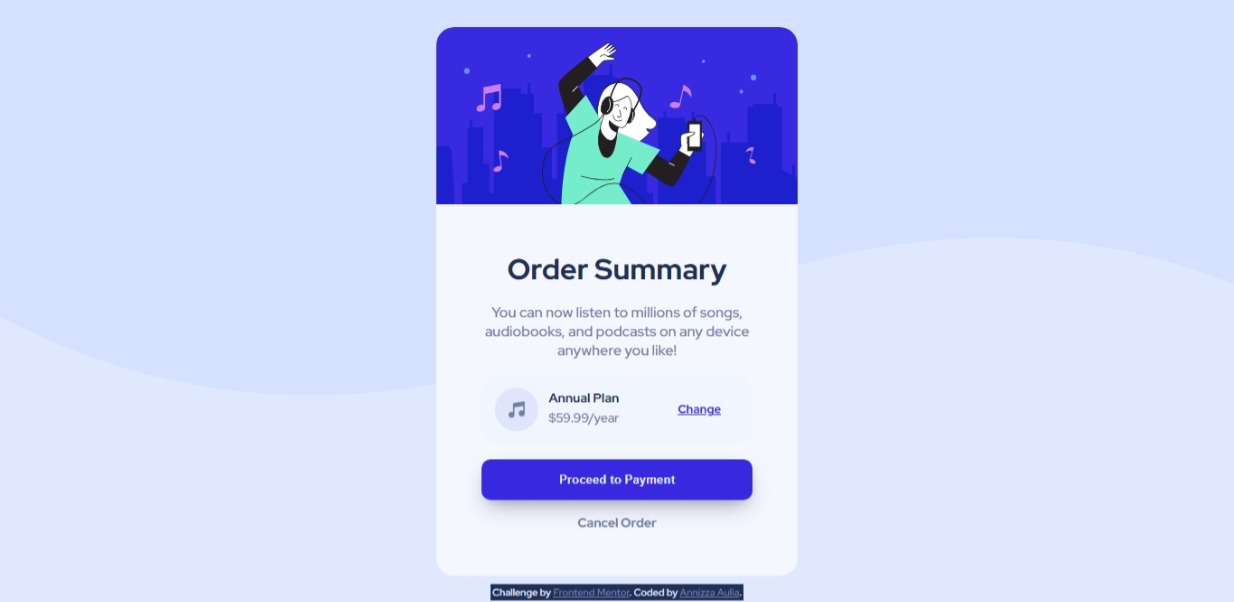 Order Summary
You can now listen to millions of songs,
audiobooks, and podcasts on any device
anywhere you like!
Annual Plan
$59.99/year
Change
Proceed to Payment
Cancel Order
Challenge by Frontend Mentor. Coded by Annizza Aulia.